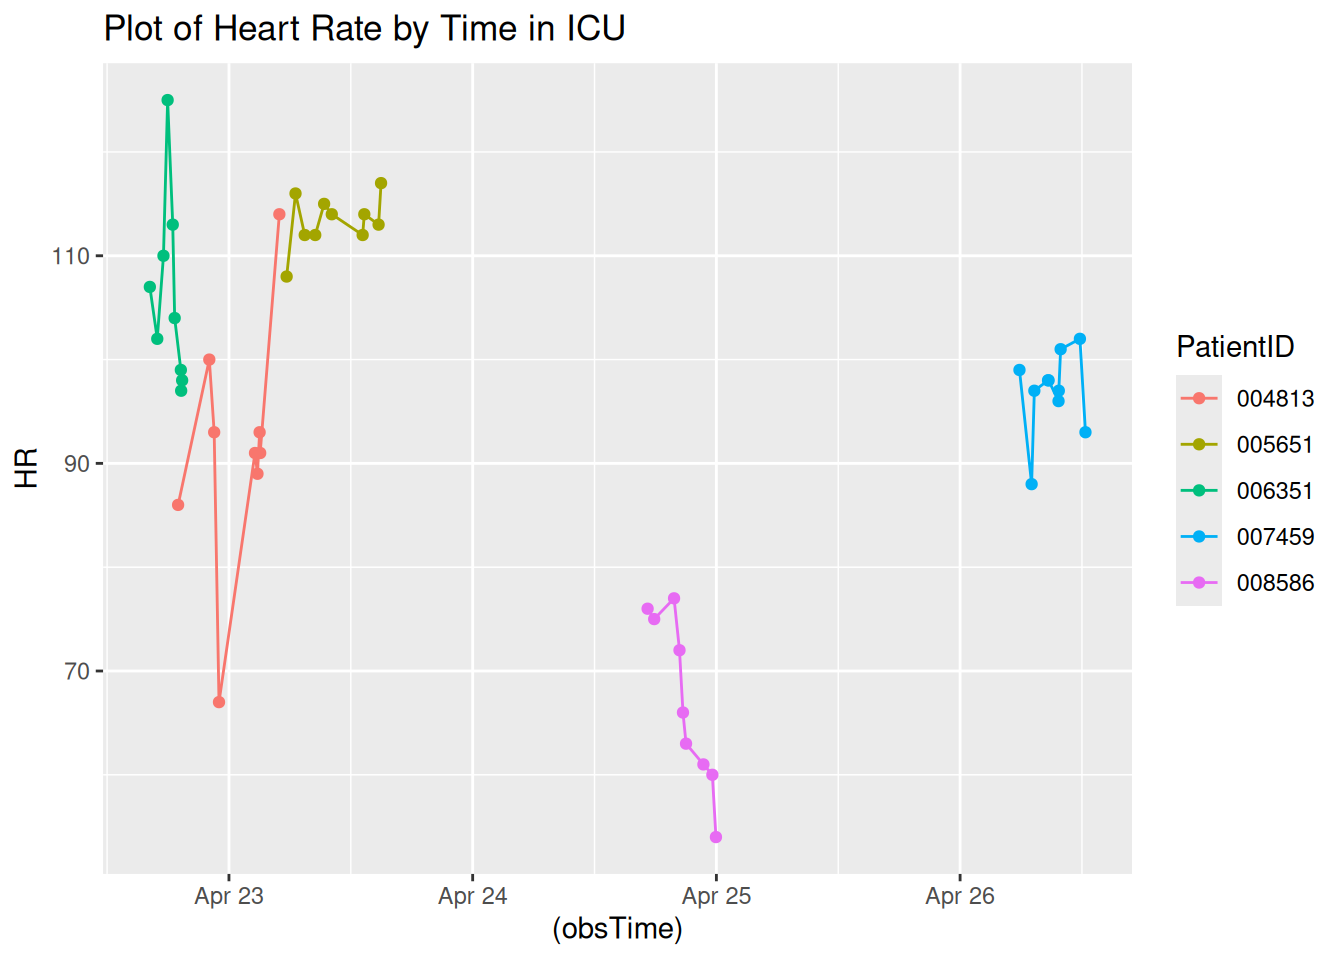 Plot of Heart Rate by Time in ICU
HR
110
90
70
Apr 23
Apr 24
Apr 25
Apr 26
(obsTime)
PatientID
004813
005651
006351
007459
008586